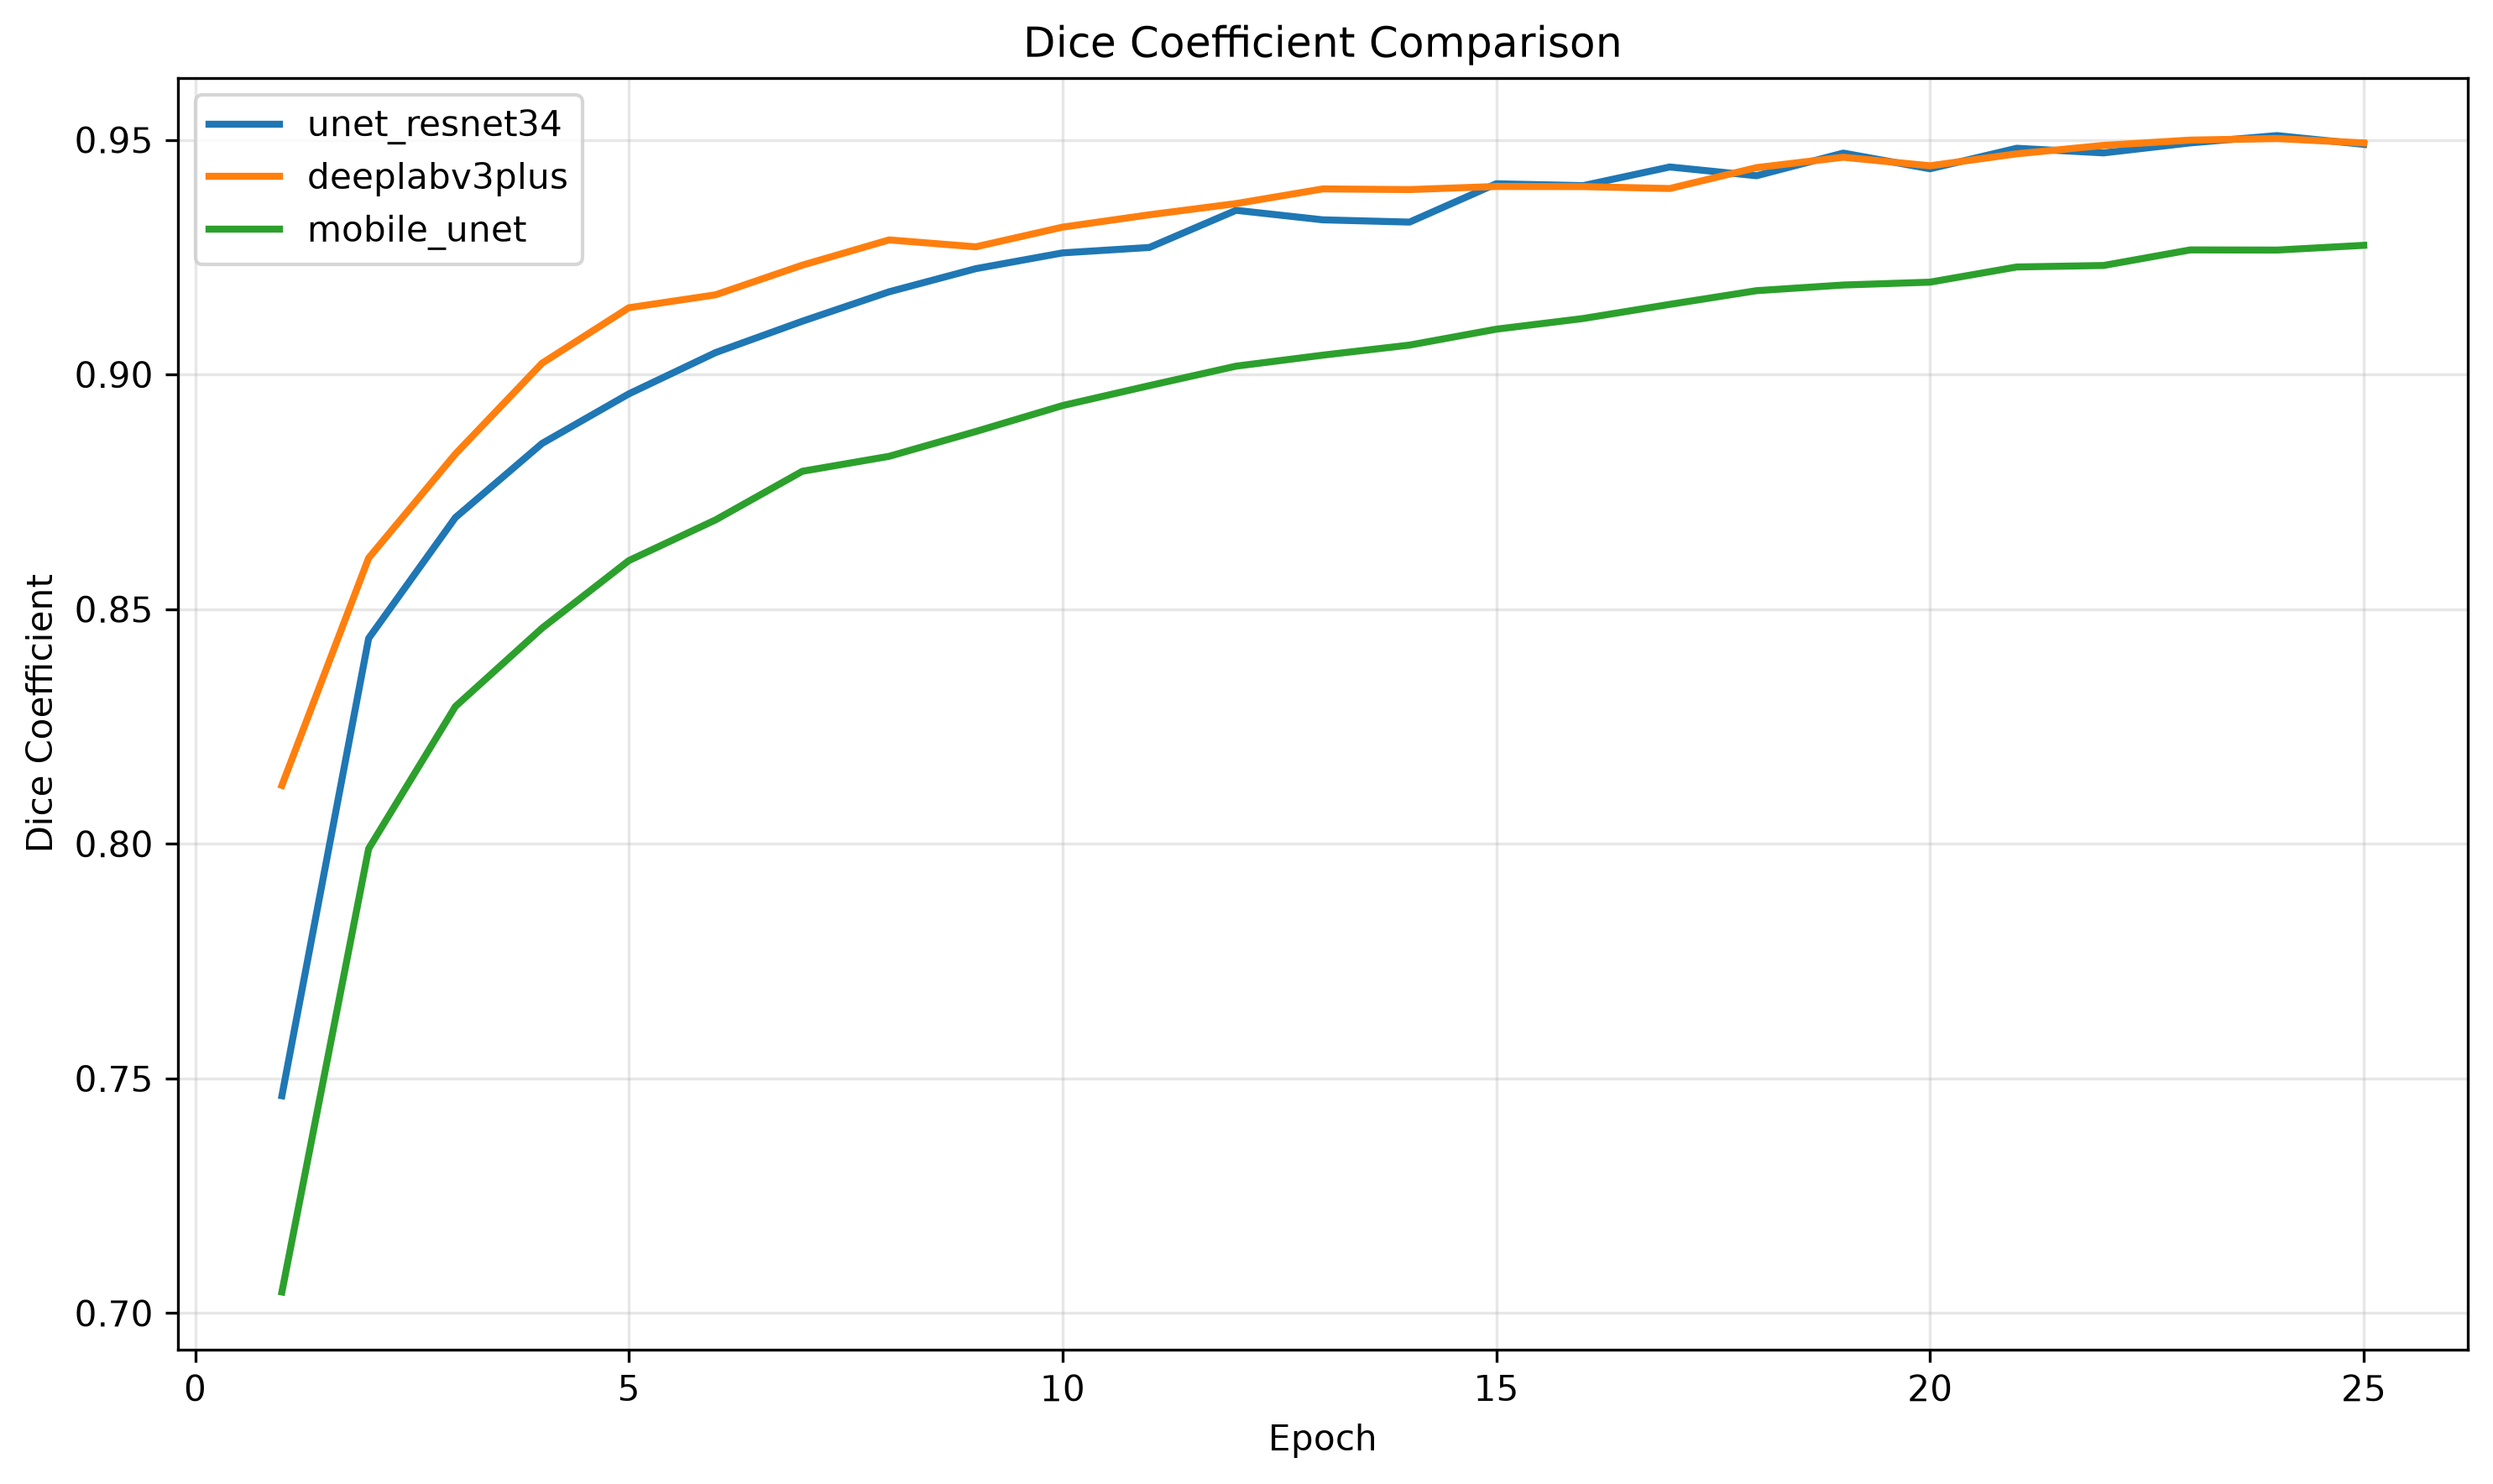 Dice Coefficient Comparison
unet_resnet34
deeplabv3plus
mobile_unet
0.95
0.90
0.85
0.80
0.75
0.70
Dice Coefficient
0 5 10 15 20 25
Epoch